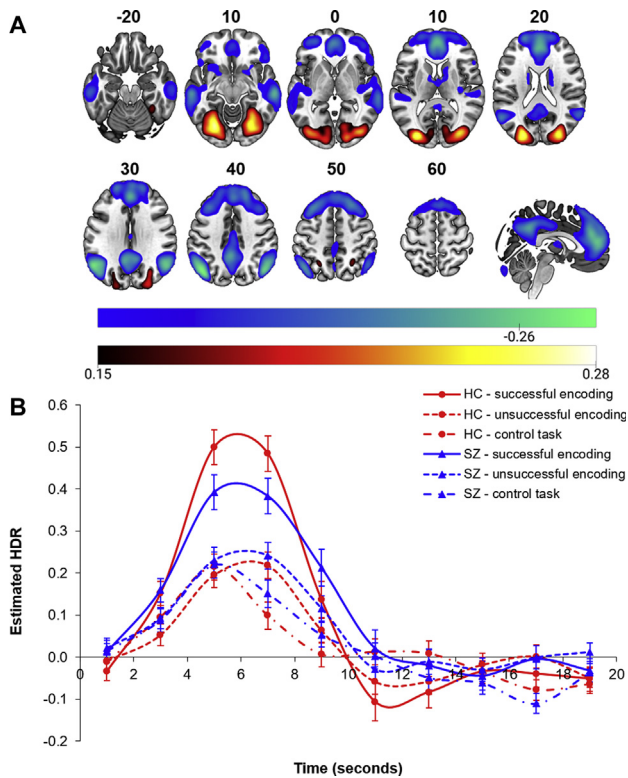 A
-20 10 0 10 20
30 40 50 60
-0.26
0.15 0.28
B
HC - successful encoding
HC - unsuccessful encoding
HC - control task
SZ - successful encoding
SZ - unsuccessful encoding
SZ - control task
0.6
0.5
0.4
0.3
0.2
0.1
0.0
-0.1
-0.2
Estimated HDR
0 2 4 6 8 10 12 14 16 18 20
Time (seconds)